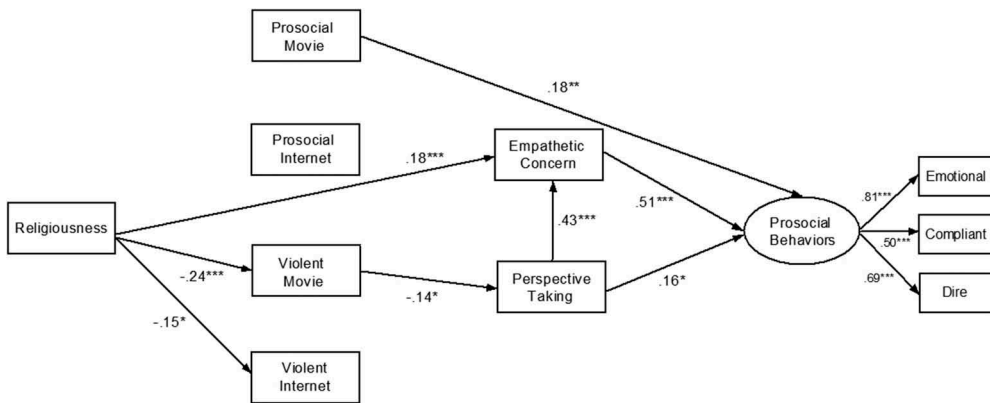 Prosocial
Movie
.18**
Prosocial
Internet
.18***
Empathetic
Concern
Emotional
.81***
.51***
Religiousness
.43***
Prosocial
Behaviors
.50***
Compliant
-.24***
Violent
Movie
-.14*
Perspective
Taking
.16*
.69***
Dire
-.15*
Violent
Internet